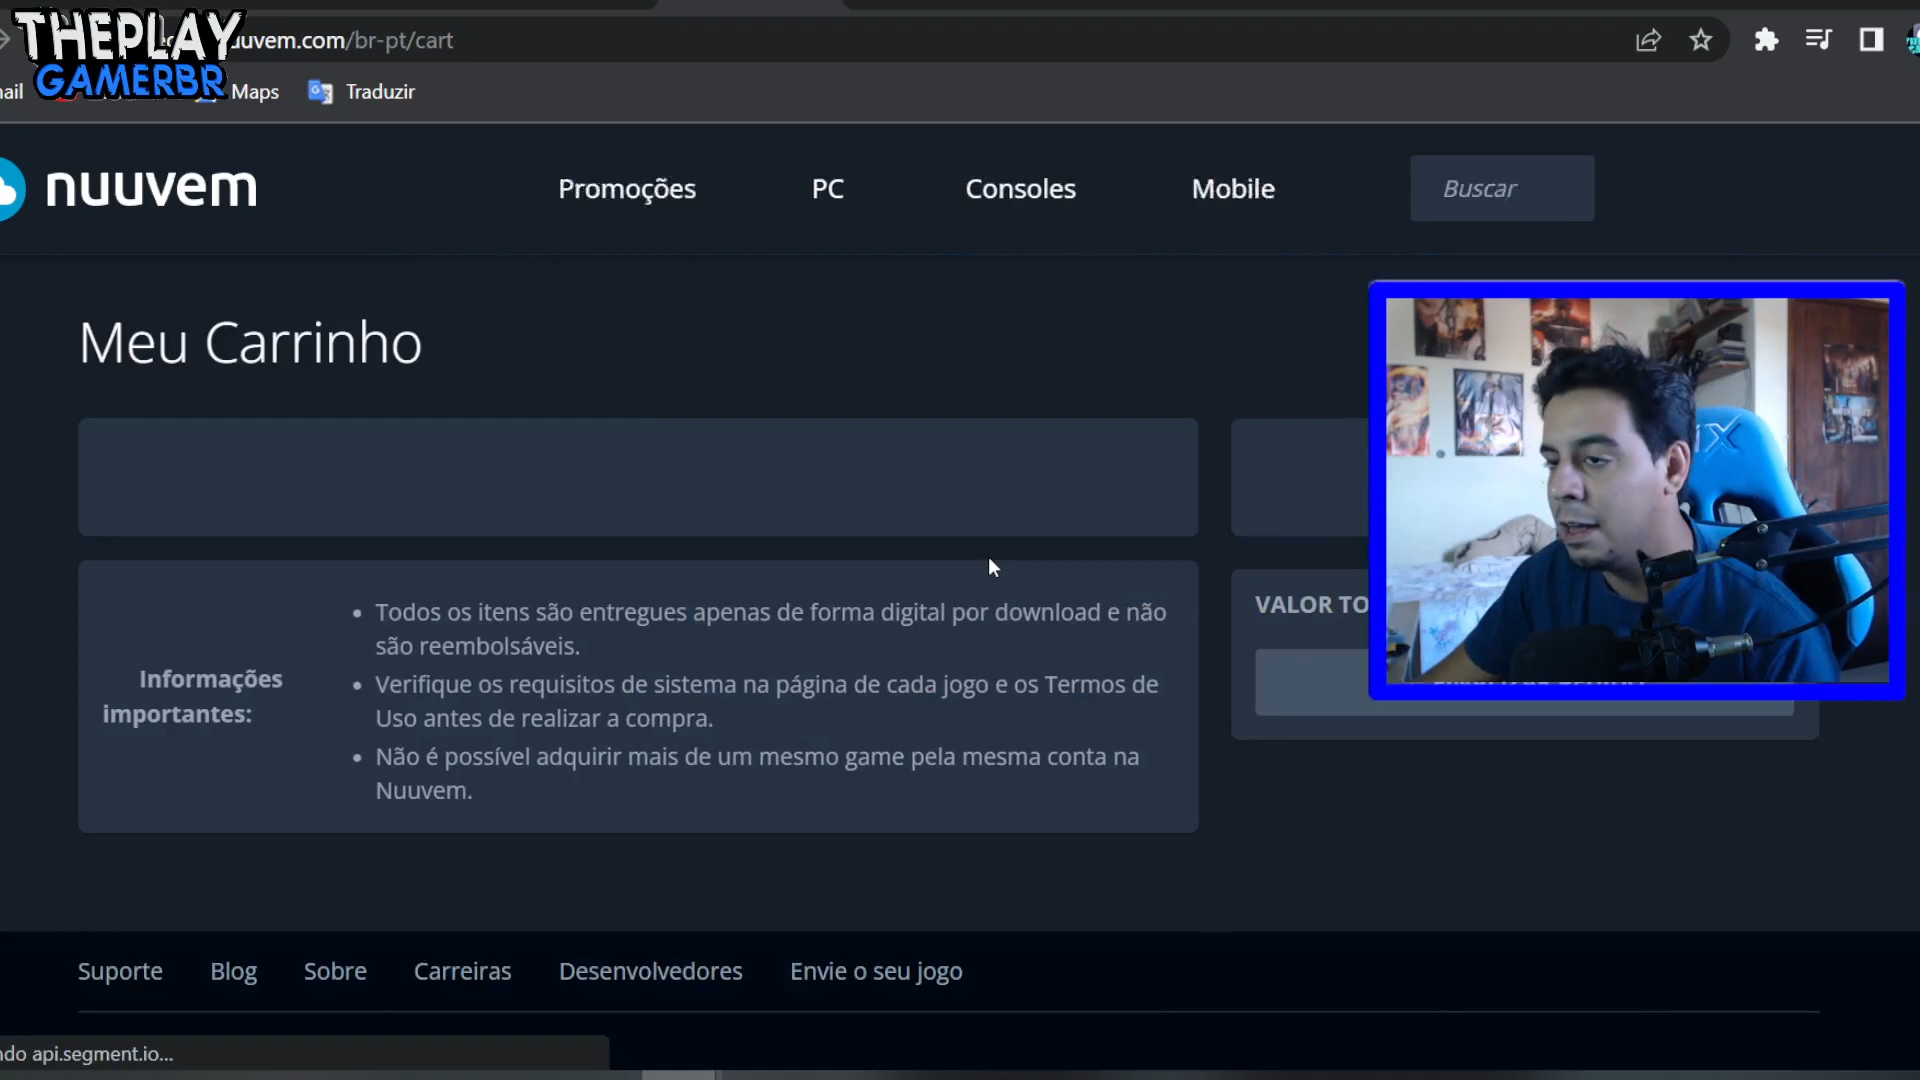 THEPLAY
GAMERBR
uuvem.com/br-pt/cart
Maps
Traduzir
nuuvem
Promoções
PC
Consoles
Mobile
Buscar
Meu Carrinho
Informações
importantes:
• Todos os itens são entregues apenas de forma digital por download e não
são reembolsáveis.
• Verifique os requisitos de sistema na página de cada jogo e os Termos de
Uso antes de realizar a compra.
• Não é possível adquirir mais de um mesmo game pela mesma conta na
Nuuvem.
VALOR TO
Suporte
Blog
Sobre
Carreiras
Desenvolvedores
Envie o seu jogo
ndo api.segment.io...